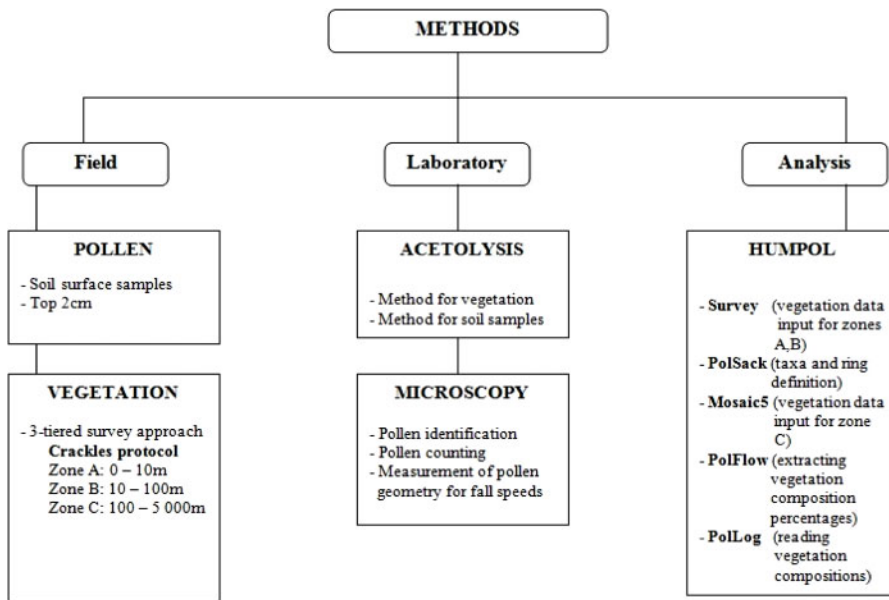 METHODS
Field
Laboratory
Analysis
POLLEN
- Soil surface samples
- Top 2cm
VEGETATION
- 3-tiered survey approach
Crackles protocol
Zone A: 0 – 10m
Zone B: 10 – 100m
Zone C: 100 – 5 000m
ACETOLYSIS
- Method for vegetation
- Method for soil samples
MICROSCOPY
- Pollen identification
- Pollen counting
- Measurement of pollen
geometry for fall speeds
HUMPOL
- Survey (vegetation data
input for zones
A,B)
- PolSack (taxa and ring
definition)
- Mosaic5 (vegetation data
input for zone
C)
- PolFlow (extracting
vegetation
composition
percentages)
- PolLog (reading
vegetation
compositions)